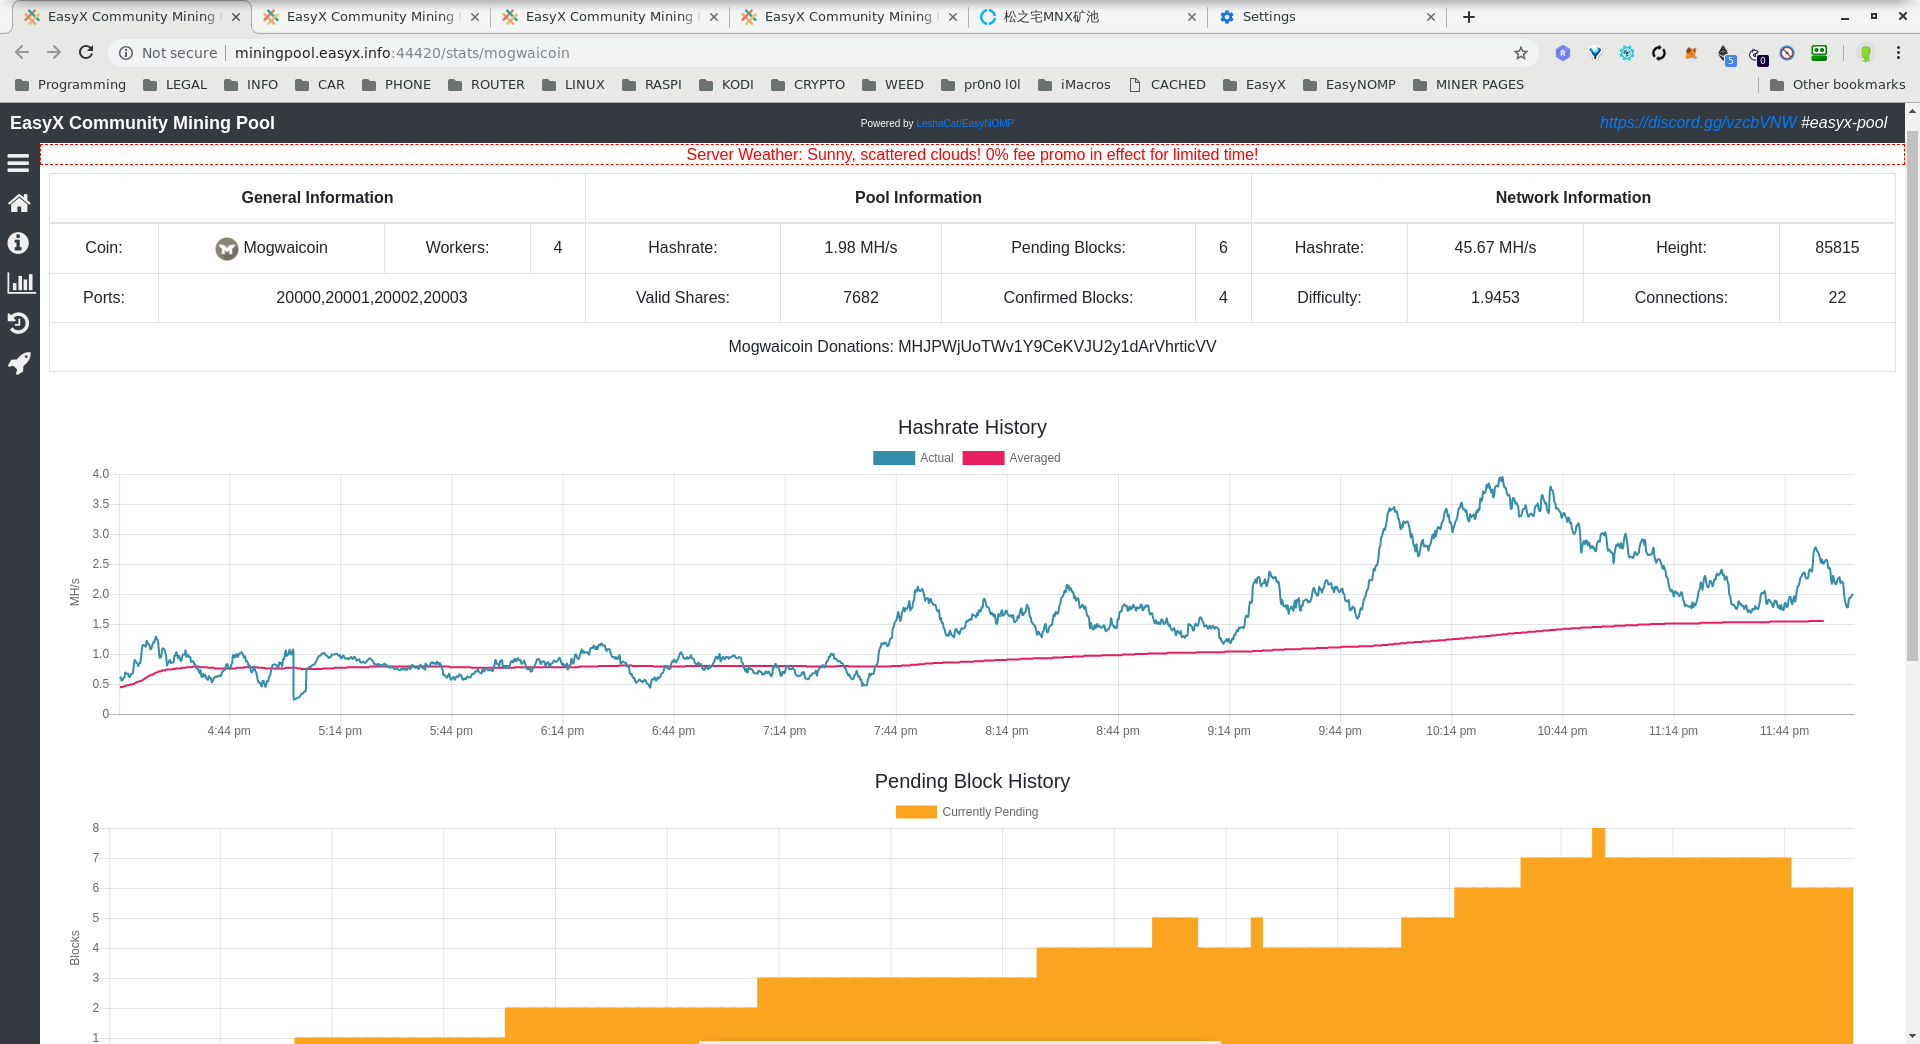 EasyX Community Mining EasyX Community Mining EasyX Community Mining EasyX Community Mining 松之宅MNX矿池 Settings
Not secure miningpool.easyx.info:44420/stats/mogwaicoin 5 0
Programming LEGAL INFO CAR PHONE ROUTER LINUX RASPI KODI CRYPTO WEED pr0n0 l0l iMacros CACHED EasyX EasyNOMP MINER PAGES Other bookmarks
EasyX Community Mining Pool Powered by LeshaCat/EasyNOMP https://discord.gg/vzcbVNW #easyx-pool
Server Weather: Sunny, scattered clouds! 0% fee promo in effect for limited time!
General Information Pool Information Network Information
Coin: Mogwaicoin Workers: 4 Hashrate: 1.98 MH/s Pending Blocks: 6 Hashrate: 45.67 MH/s Height: 85815
Ports: 20000,20001,20002,20003 Valid Shares: 7682 Confirmed Blocks: 4 Difficulty: 1.9453 Connections: 22
Mogwaicoin Donations: MHJPWjUoTWv1Y9CeKVJU2y1dArVhrticVV
Hashrate History
Actual Averaged
4.0
3.5
3.0
2.5
2.0
1.5
1.0
0.5
0
MH/s
4:44 pm 5:14 pm 5:44 pm 6:14 pm 6:44 pm 7:14 pm 7:44 pm 8:14 pm 8:44 pm 9:14 pm 9:44 pm 10:14 pm 10:44 pm 11:14 pm 11:44 pm
Pending Block History
Currently Pending
8
7
6
5
4
3
2
1
Blocks